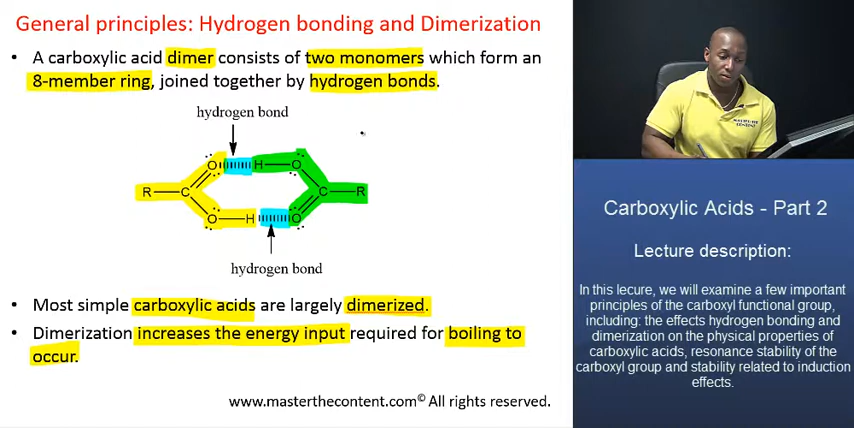 General principles: Hydrogen bonding and Dimerization
• A carboxylic acid dimer consists of two monomers which form an
8-member ring, joined together by hydrogen bonds.
hydrogen bond
O H—O
R—C C—R
O—H O
hydrogen bond
• Most simple carboxylic acids are largely dimerized.
• Dimerization increases the energy input required for boiling to
occur.
www.masterthecontent.com© All rights reserved.
Carboxylic Acids - Part 2
Lecture description:
In this lecure, we will examine a few important
principles of the carboxyl functional group,
including: the effects hydrogen bonding and
dimerization on the physical properties of
carboxylic acids, resonance stability of the
carboxyl group and stability related to induction
effects.